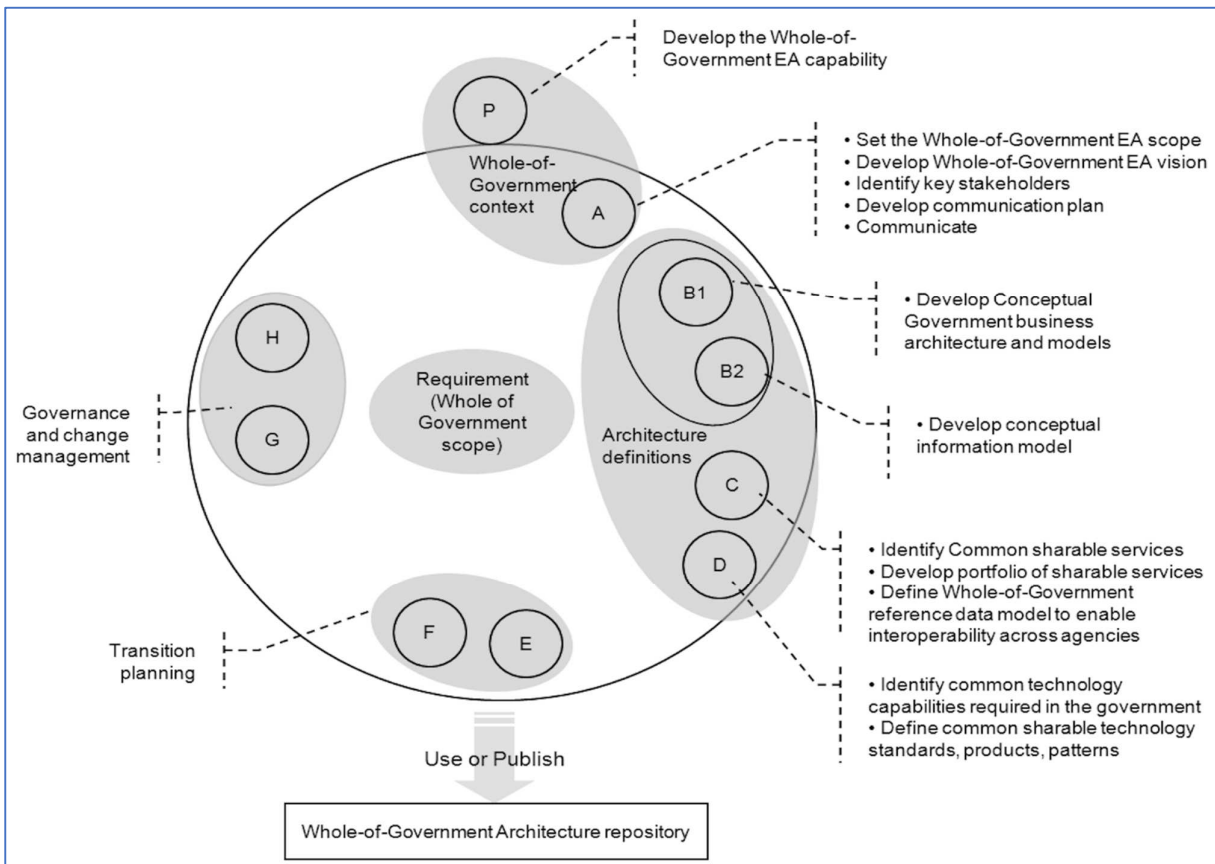 Develop the Whole-of-
Government EA capability
P
Whole-of-
Government
context
A
• Set the Whole-of-Government EA scope
• Develop Whole-of-Government EA vision
• Identify key stakeholders
• Develop communication plan
• Communicate
B1
• Develop Conceptual
Government business
architecture and models
B2
• Develop conceptual
information model
H
G
Governance
and change
management
Requirement
(Whole of
Government
scope)
Architecture
definitions
C
• Identify Common sharable services
• Develop portfolio of sharable services
• Define Whole-of-Government
reference data model to enable
interoperability across agencies
D
• Identify common technology
capabilities required in the government
• Define common sharable technology
standards, products, patterns
F
E
Transition
planning
Use or Publish
Whole-of-Government Architecture repository